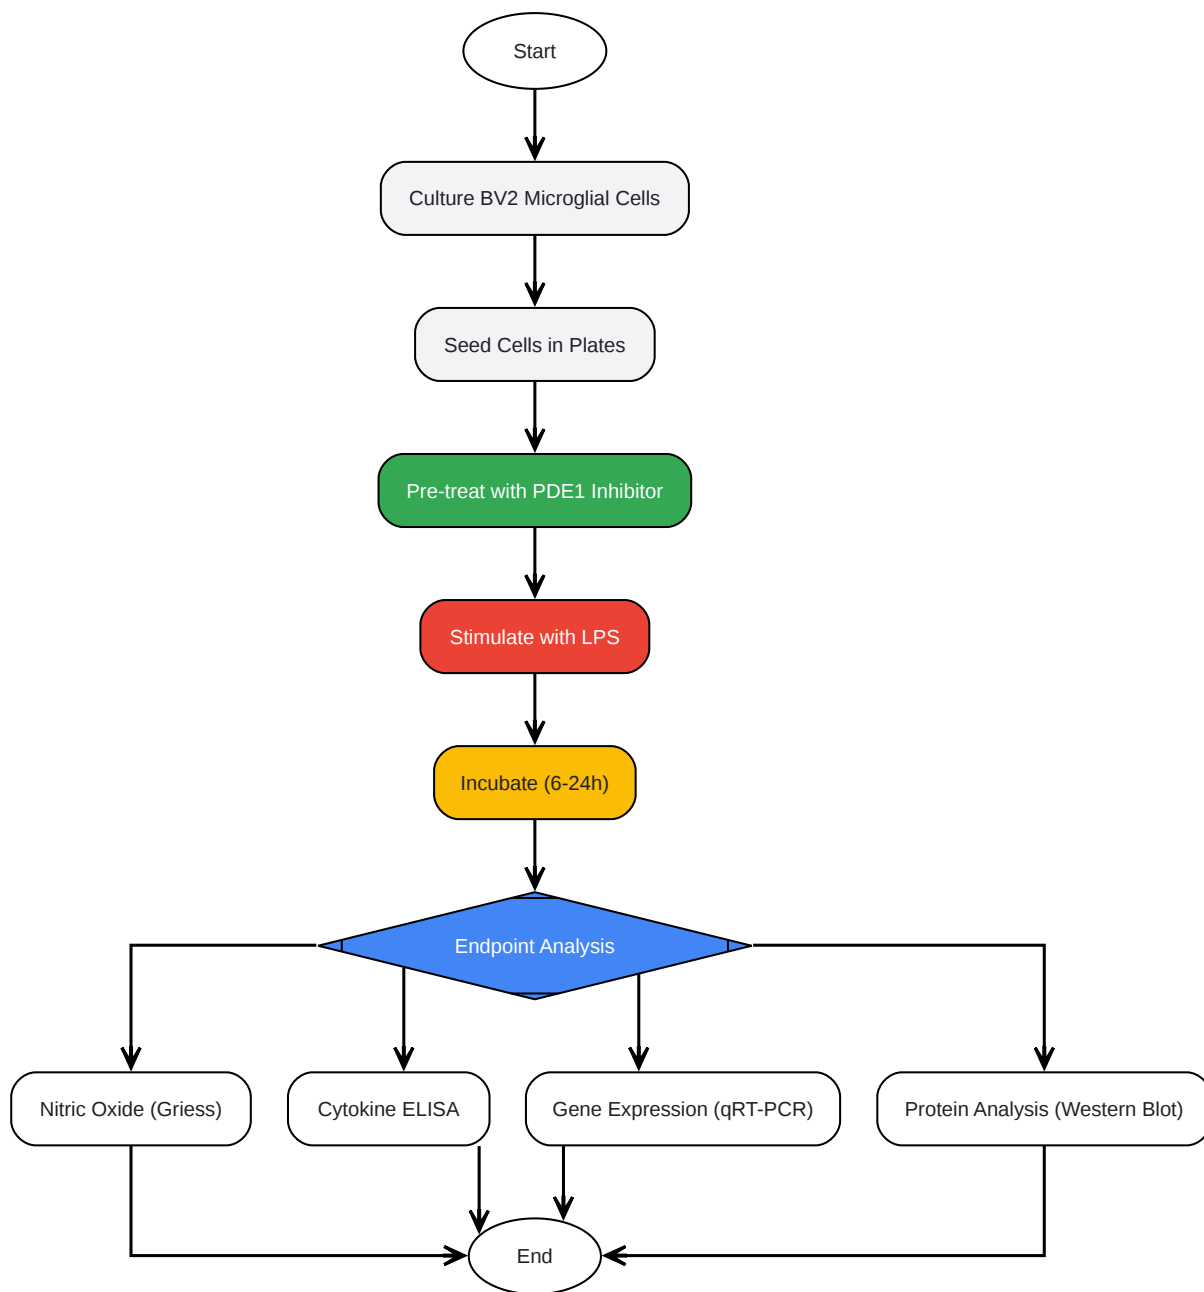 Start
Culture BV2 Microglial Cells
Seed Cells in Plates
Pre-treat with PDE1 Inhibitor
Stimulate with LPS
Incubate (6-24h)
Endpoint Analysis
Nitric Oxide (Griess)
Cytokine ELISA
Gene Expression (qRT-PCR)
Protein Analysis (Western Blot)
End